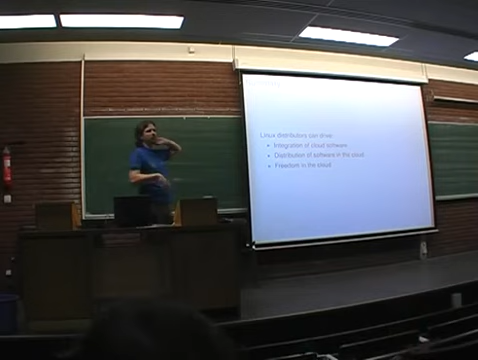 Linux distributors can drive
Integration of cloud software
Distribution of software in the cloud
Freedom in the cloud